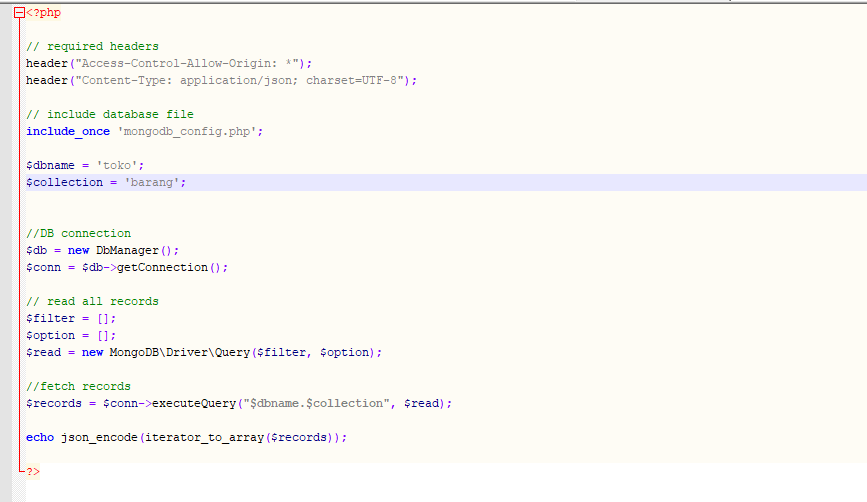 <?php
// required headers
header("Access-Control-Allow-Origin: *");
header("Content-Type: application/json; charset=UTF-8");
// include database file
include_once 'mongodb_config.php';
$dbname = 'toko';
$collection = 'barang';
//DB connection
$db = new DbManager();
$conn = $db->getConnection();
// read all records
$filter = [];
$option = [];
$read = new MongoDB\Driver\Query($filter, $option);
//fetch records
$records = $conn->executeQuery("$dbname.$collection", $read);
echo json_encode(iterator_to_array($records));
?>